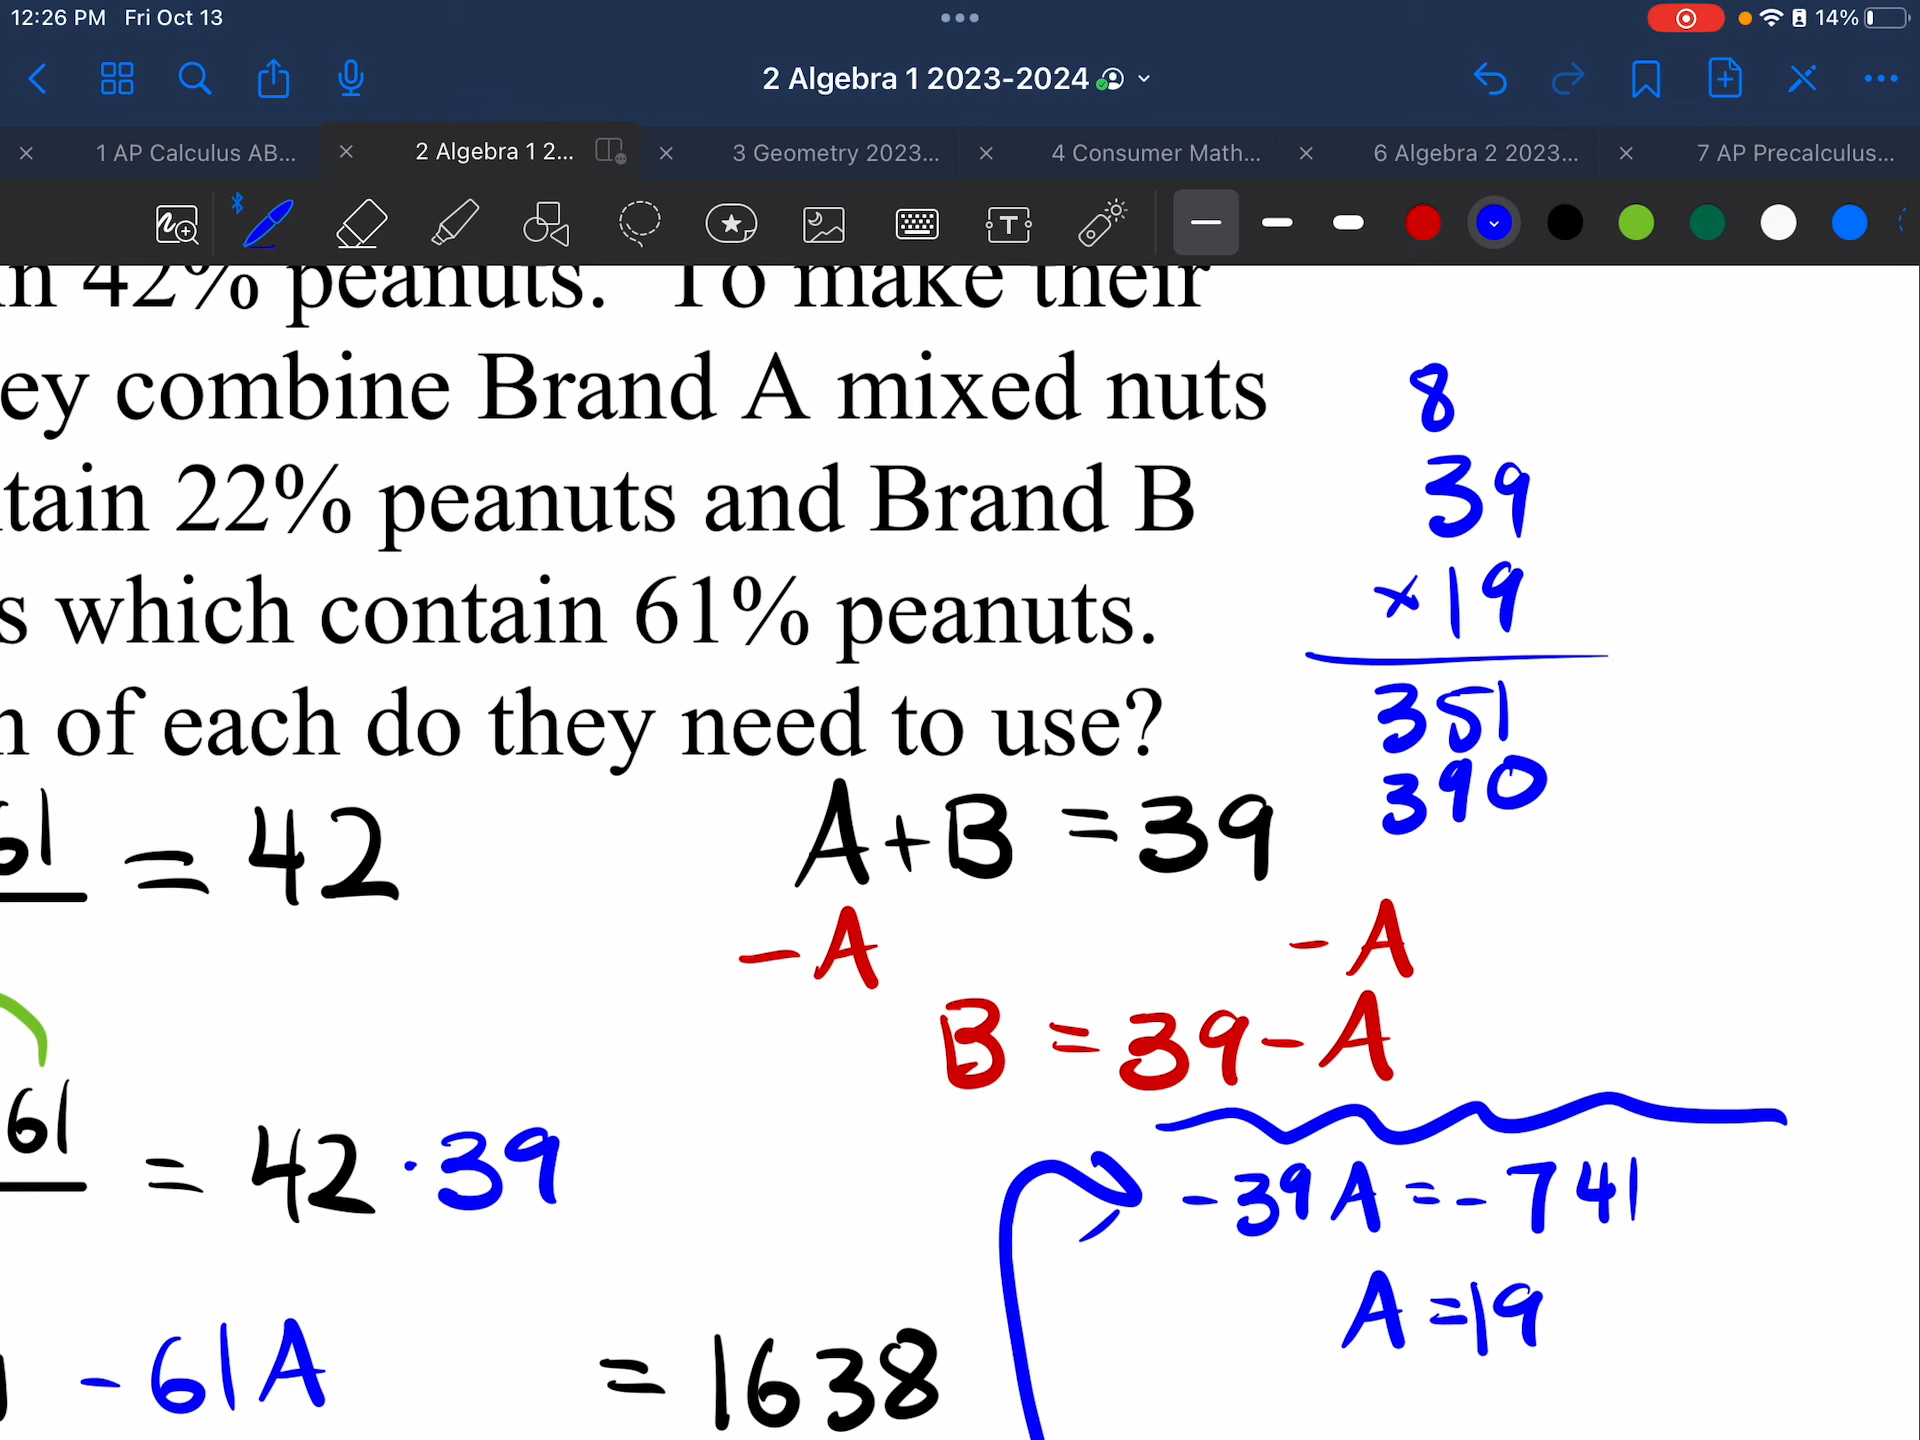 12:26 PM Fri Oct 13
14%
2 Algebra 1 2023-2024
1 AP Calculus AB...
2 Algebra 1 2...
3 Geometry 2023...
4 Consumer Math...
6 Algebra 2 2023...
7 AP Precalculus...
T
in 42% peanuts. To make their
ey combine Brand A mixed nuts
tain 22% peanuts and Brand B
s which contain 61% peanuts.
n of each do they need to use?
8
39
×19
351
390
61 = 42
A+B = 39
-A -A
B = 39-A
61 = 42 · 39
-39A = -741
A = 19
- 61A = 1638